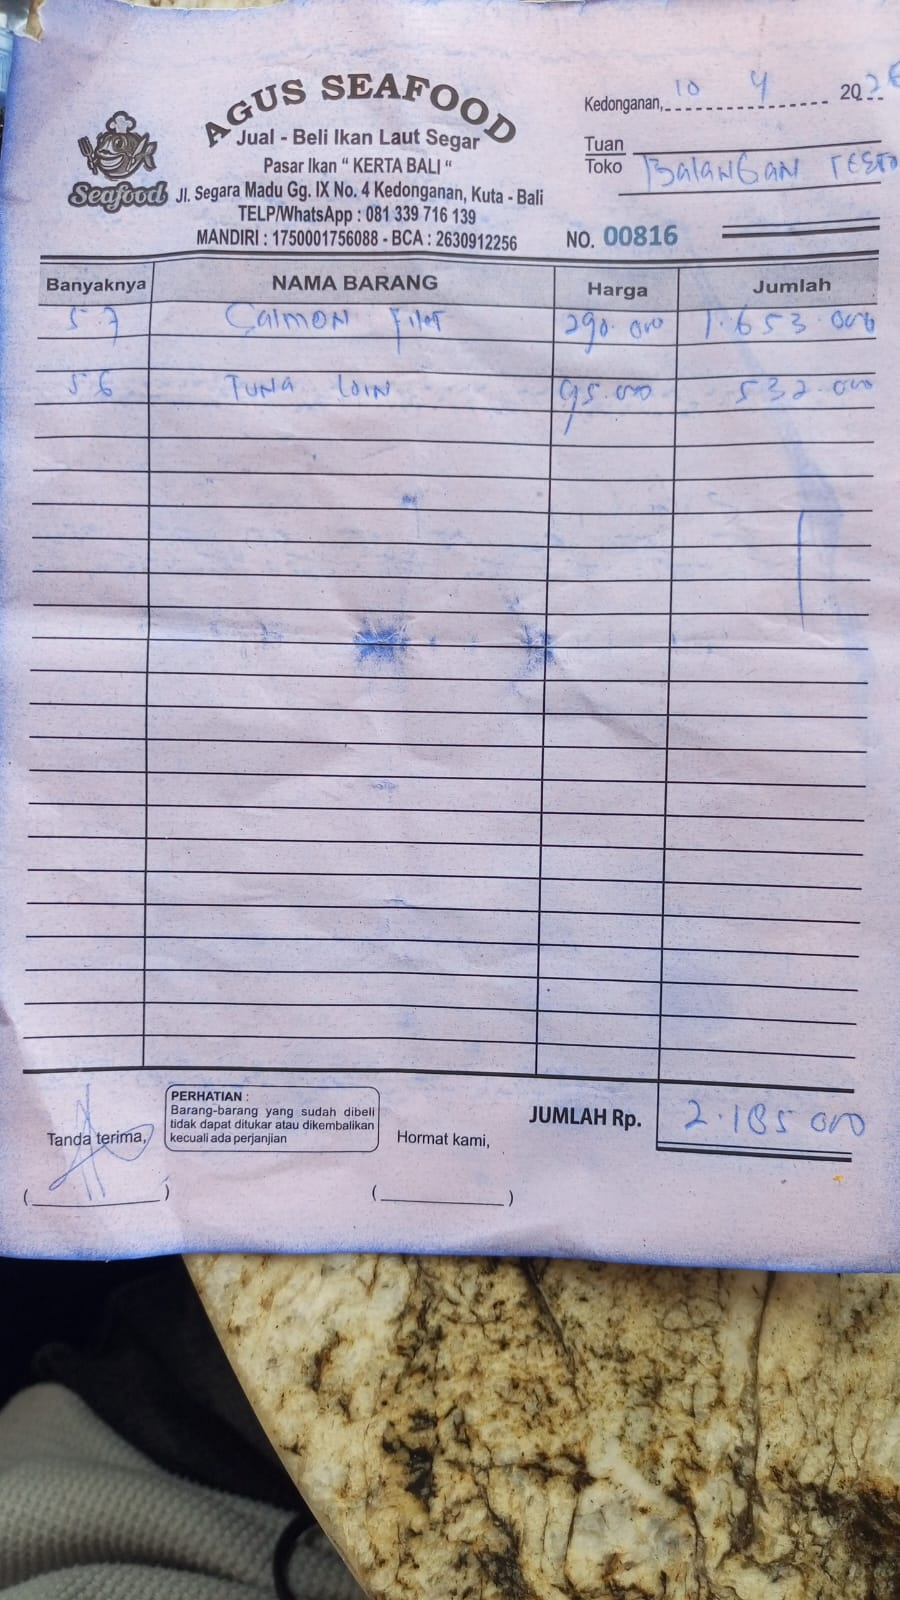 AGUS SEAFOOD
Jual - Beli Ikan Laut Segar
Pasar Ikan “ KERTA BALI “
Seafood
Jl. Segara Madu Gg. IX No. 4 Kedonganan, Kuta - Bali
TELP/WhatsApp : 081 339 716 139
MANDIRI : 1750001756088 - BCA : 2630912256
Kedonganan, 10 4 2026
Tuan
Toko BALANGAN RESTO
NO. 00816
Banyaknya NAMA BARANG Harga Jumlah
5.7 Salmon Filet 290.000 1.653.000
5.6 TUNA LOIN 95.000 532.000
PERHATIAN :
Barang-barang yang sudah dibeli
tidak dapat ditukar atau dikembalikan
kecuali ada perjanjian
Tanda terima,
Hormat kami,
JUMLAH Rp. 2.185.000